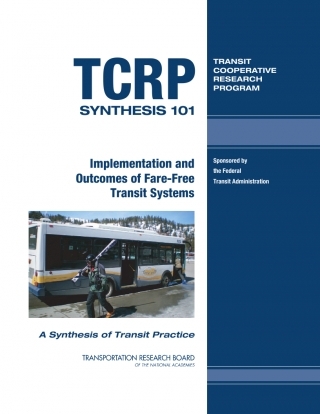 TCRP
SYNTHESIS 101
TRANSIT
COOPERATIVE
RESEARCH
PROGRAM
Implementation and
Outcomes of Fare-Free
Transit Systems
Sponsored by
the Federal
Transit Administration
A Synthesis of Transit Practice
TRANSPORTATION RESEARCH BOARD
OF THE NATIONAL ACADEMIES